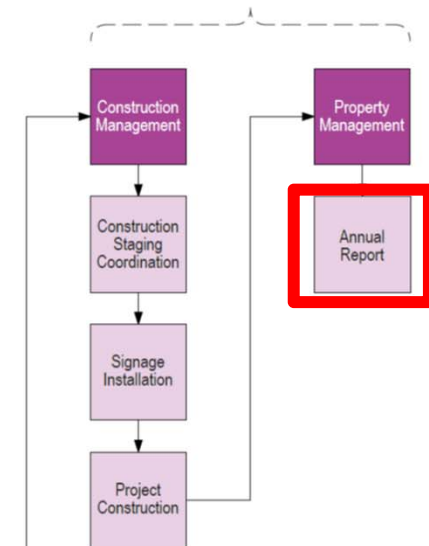 Construction
Management
Construction
Staging
Coordination
Signage
Installation
Project
Construction
Property
Management
Annual
Report